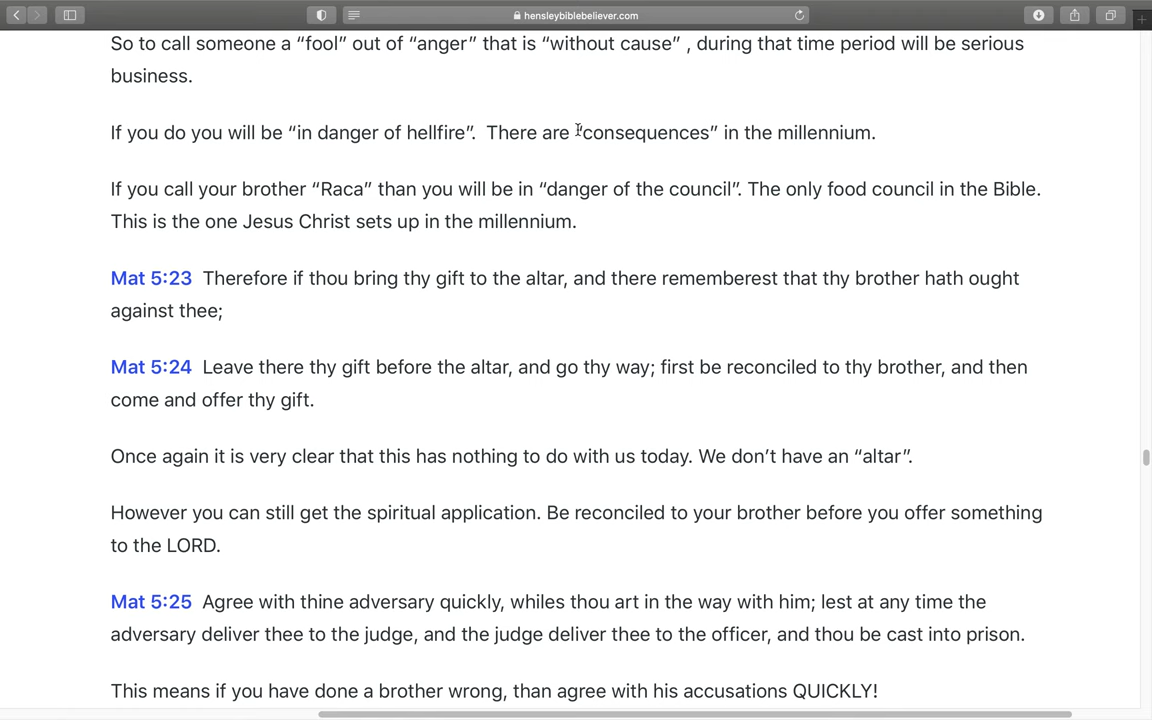 hensleybiblebeliever.com
So to call someone a “fool” out of “anger” that is “without cause” , during that time period will be serious
business.
If you do you will be “in danger of hellfire”.  There are “consequences” in the millennium.
If you call your brother “Raca” than you will be in “danger of the council”. The only food council in the Bible.
This is the one Jesus Christ sets up in the millennium.
Mat 5:23  Therefore if thou bring thy gift to the altar, and there rememberest that thy brother hath ought
against thee;
Mat 5:24  Leave there thy gift before the altar, and go thy way; first be reconciled to thy brother, and then
come and offer thy gift.
Once again it is very clear that this has nothing to do with us today. We don’t have an “altar”.
However you can still get the spiritual application. Be reconciled to your brother before you offer something
to the LORD.
Mat 5:25  Agree with thine adversary quickly, whiles thou art in the way with him; lest at any time the
adversary deliver thee to the judge, and the judge deliver thee to the officer, and thou be cast into prison.
This means if you have done a brother wrong, than agree with his accusations QUICKLY!